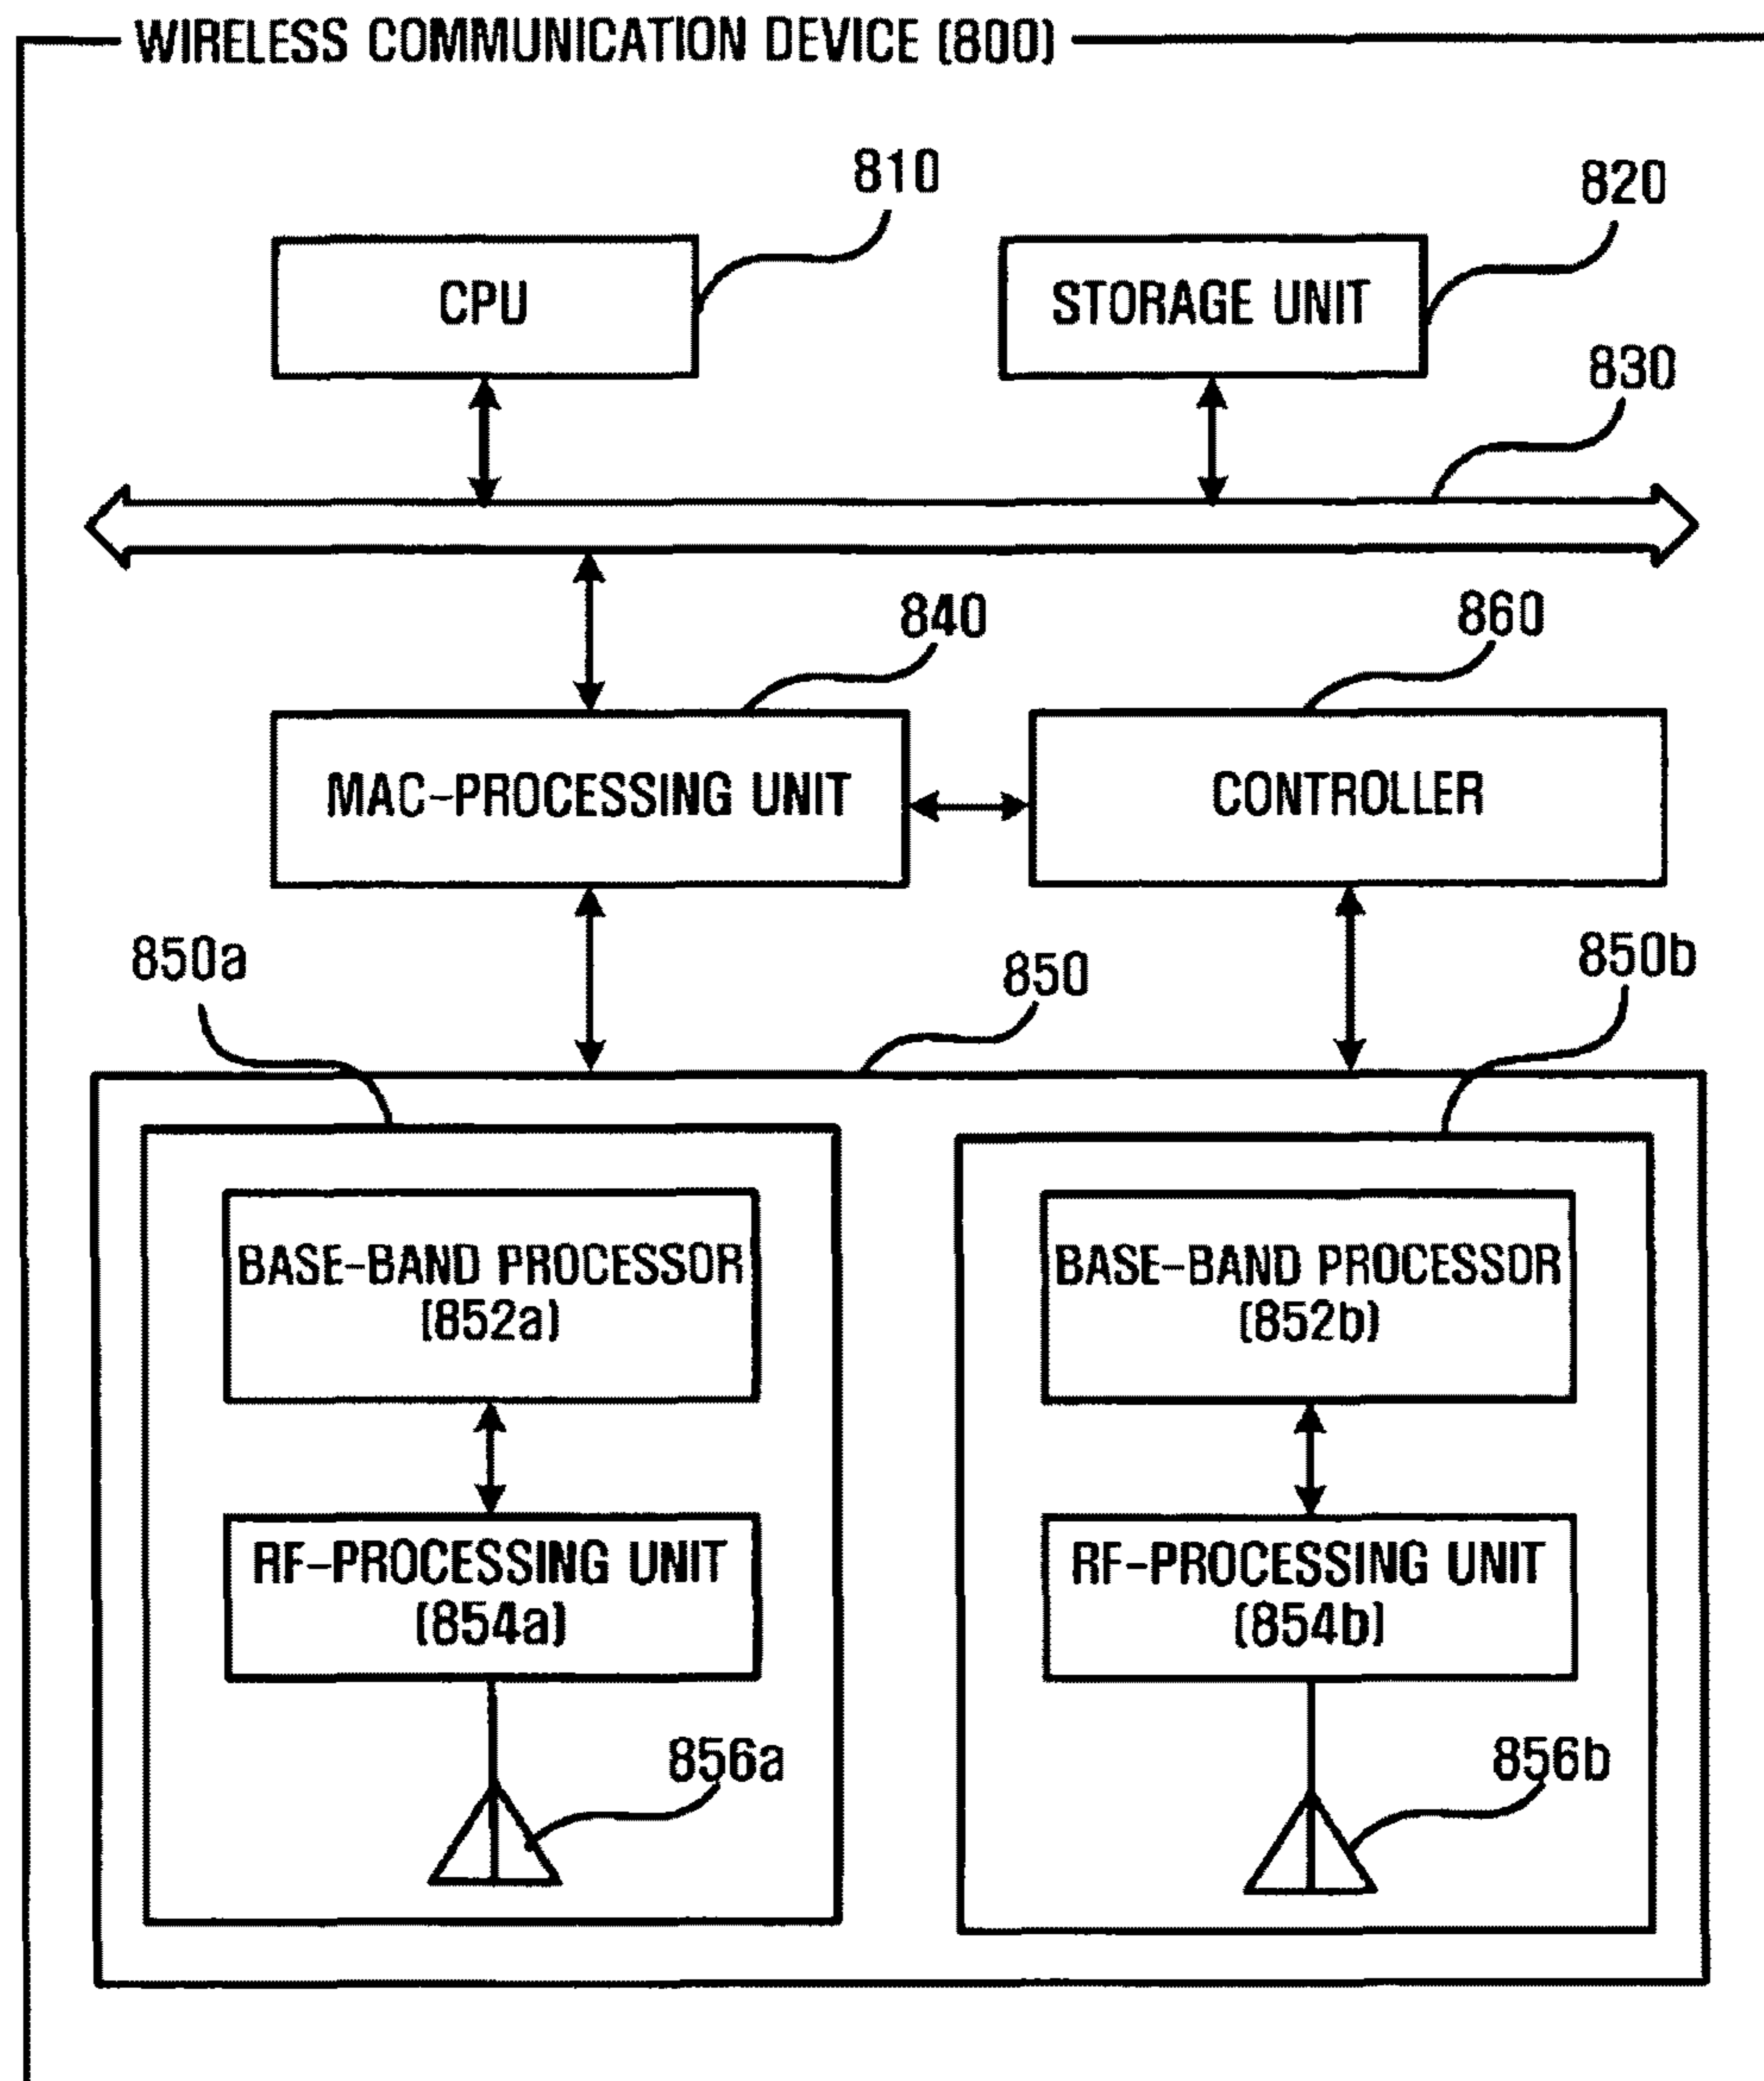 WIRELESS COMMUNICATION DEVICE (800)
810
820
CPU
STORAGE UNIT
830
840
860
MAC-PROCESSING UNIT
CONTROLLER
850a
850
850b
BASE-BAND PROCESSOR
(852a)
BASE-BAND PROCESSOR
(852b)
RF-PROCESSING UNIT
(854a)
RF-PROCESSING UNIT
(854b)
856a
856b